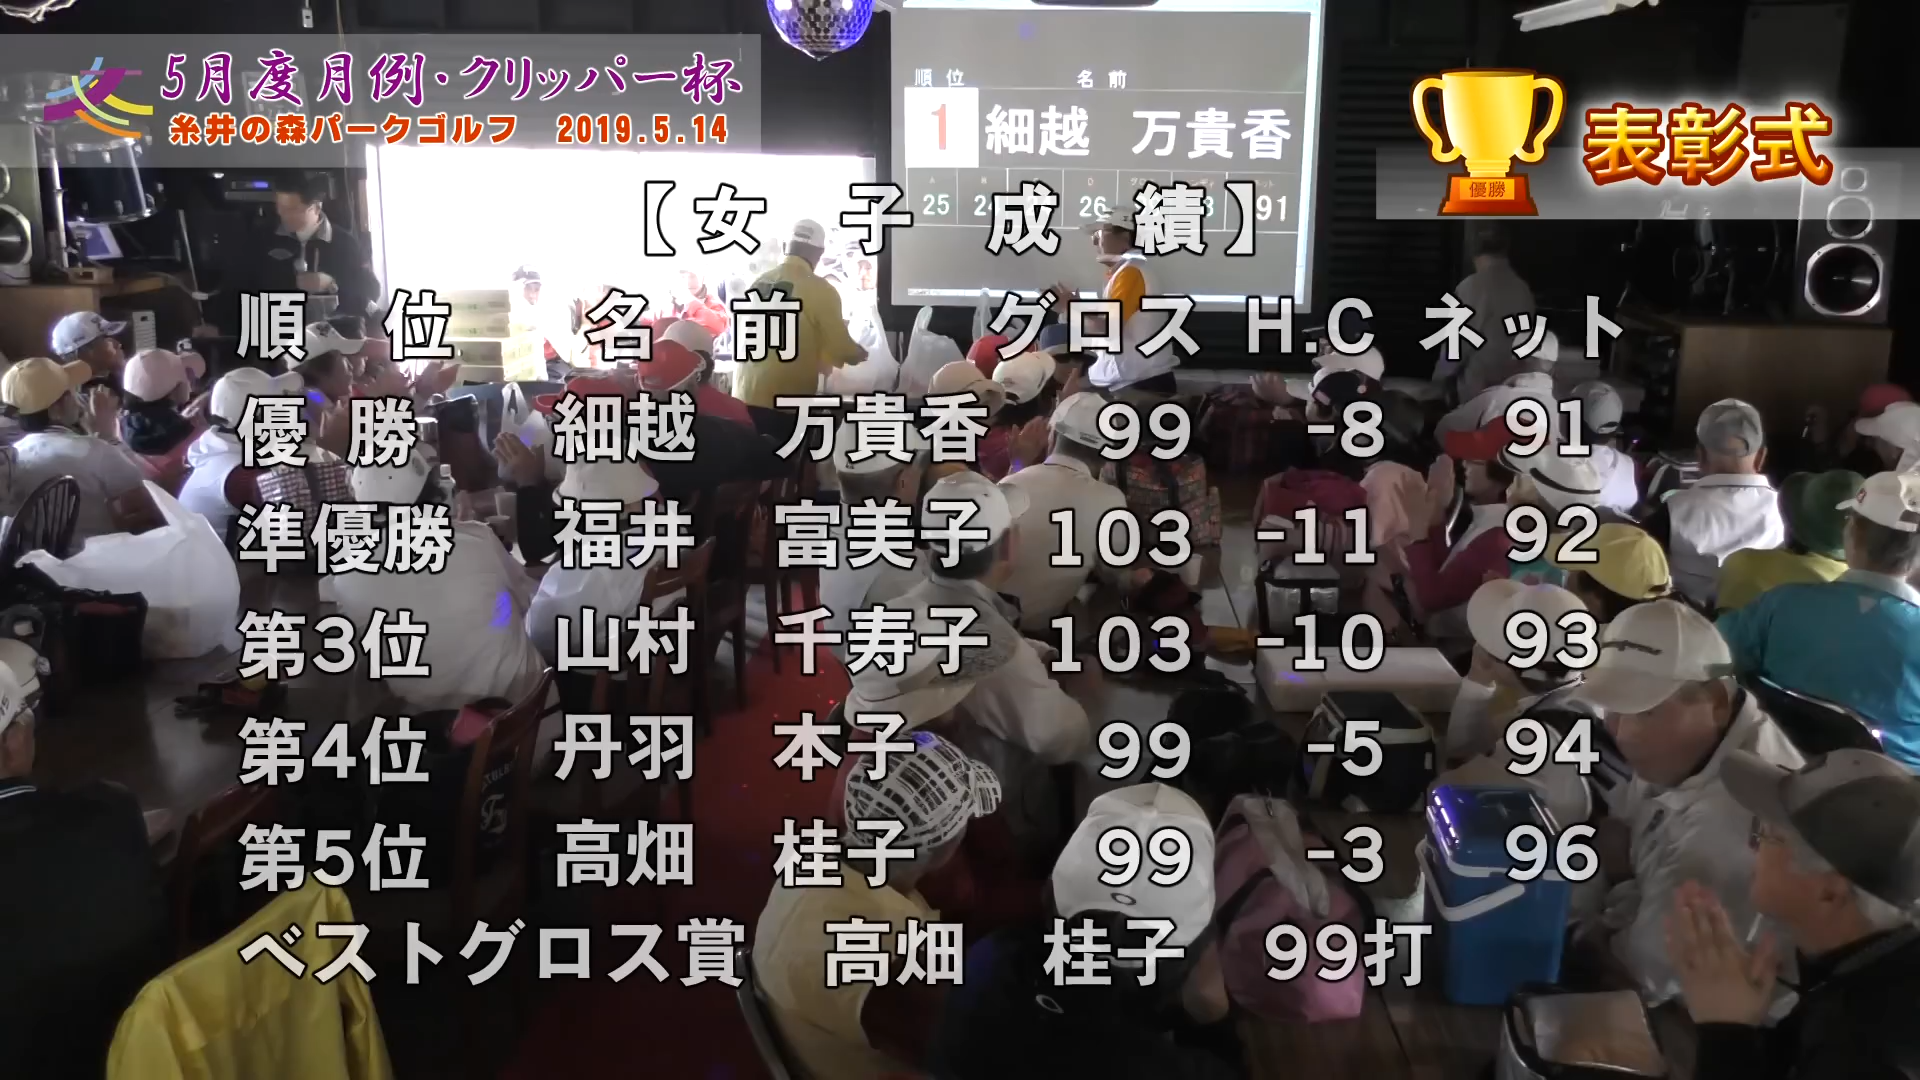 5月度月例・クリッパー杯
糸井の森パークゴルフ　2019.5.14
順位　名前
1 細越　万貴香
25 26 91
優勝
表彰式
【女　子　成　績】
順　位　名　前　グロス　H.C　ネット
優　勝　細越　万貴香　99　-8　91
準優勝　福井　富美子　103　-11　92
第3位　山村　千寿子　103　-10　93
第4位　丹羽　本子　99　-5　94
第5位　高畑　桂子　99　-3　96
ベストグロス賞　高畑　桂子　99打